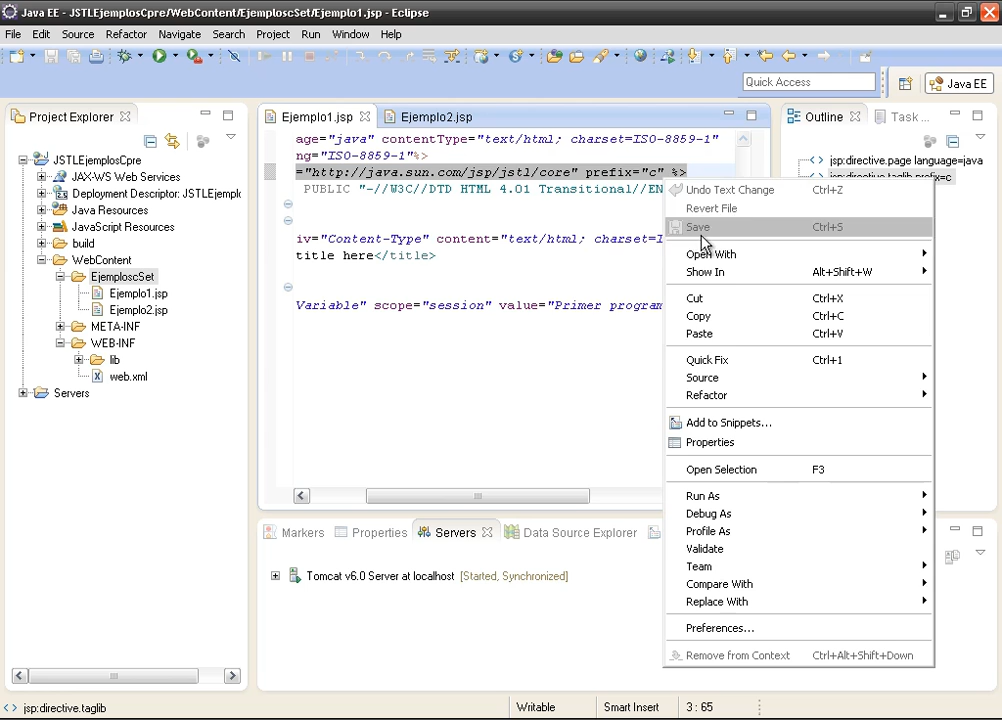 Java EE - JSTLEjemplosCpre/WebContent/EjemploscSet/Ejemplo1.jsp - Eclipse
File Edit Source Refactor Navigate Search Project Run Window Help
Quick Access
Java EE
Project Explorer
JSTLEjemplosCpre
JAX-WS Web Services
Deployment Descriptor: JSTLEjemplc
Java Resources
JavaScript Resources
build
WebContent
EjemploscSet
Ejemplo1.jsp
Ejemplo2.jsp
META-INF
WEB-INF
lib
web.xml
Servers
Ejemplo1.jsp Ejemplo2.jsp
age="java" contentType="text/html; charset=ISO-8859-1"
ng="ISO-8859-1"%>
="http://java.sun.com/jsp/jstl/core" prefix="c" %>
PUBLIC "-//W3C//DTD HTML 4.01 Transitional//EN
iv="Content-Type" content="text/html; charset=I
title here</title>
Variable" scope="session" value="Primer program
Outline Task ...
jsp:directive.page language=java
jsp:directive.taglib prefix=c
Undo Text Change Ctrl+Z
Revert File
Save Ctrl+S
Open With
Show In Alt+Shift+W
Cut Ctrl+X
Copy Ctrl+C
Paste Ctrl+V
Quick Fix Ctrl+1
Source
Refactor
Add to Snippets...
Properties
Open Selection F3
Run As
Debug As
Profile As
Validate
Team
Compare With
Replace With
Preferences...
Remove from Context Ctrl+Alt+Shift+Down
Markers Properties Servers Data Source Explorer
Tomcat v6.0 Server at localhost [Started, Synchronized]
jsp:directive.taglib Writable Smart Insert 3 : 65